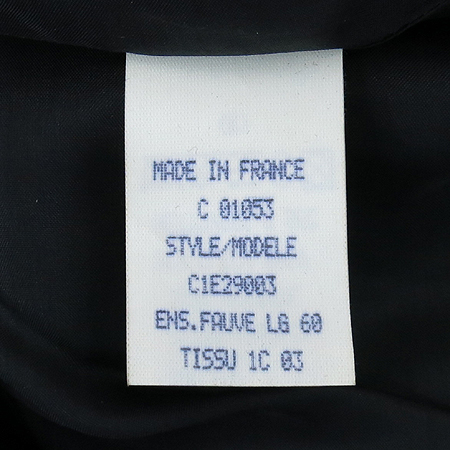 MADE IN FRANCE
C 01053
STYLE/MODELE
C1E29003
ENS.FAUVE LG 60
TISSU 1C 03